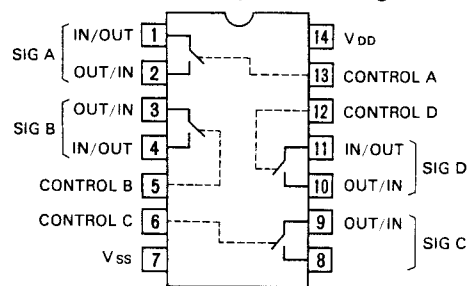 SIG A
IN/OUT 1
OUT/IN 2
SIG B
OUT/IN 3
IN/OUT 4
CONTROL B 5
CONTROL C 6
VSS 7
14 VDD
13 CONTROL A
12 CONTROL D
11 IN/OUT
10 OUT/IN
SIG D
9 OUT/IN
8
SIG C